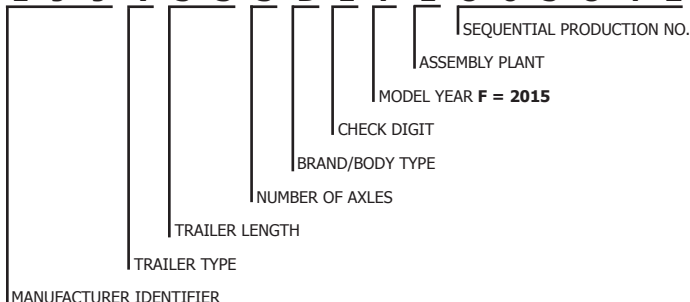 SEQUENTIAL PRODUCTION NO.
ASSEMBLY PLANT
MODEL YEAR F = 2015
CHECK DIGIT
BRAND/BODY TYPE
NUMBER OF AXLES
TRAILER LENGTH
TRAILER TYPE
MANUFACTURER IDENTIFIER